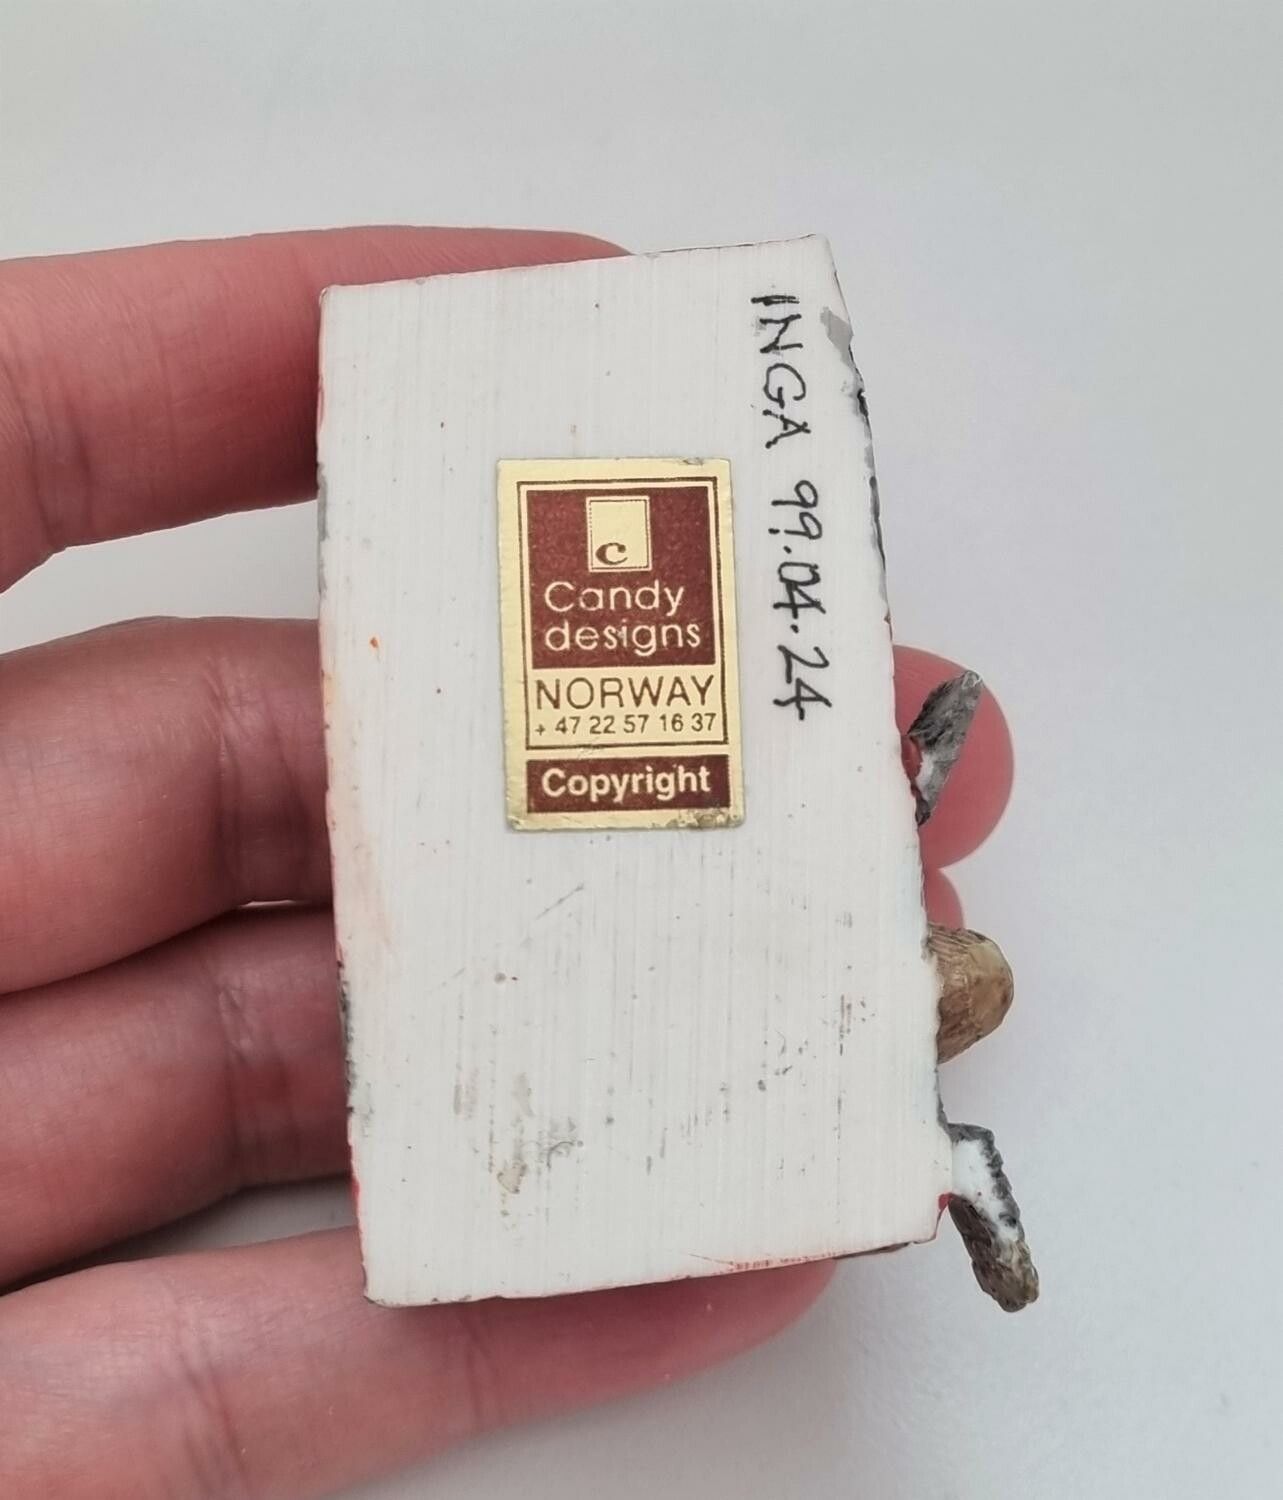 c
Candy
designs
NORWAY
+ 47 22 57 16 37
Copyright
INGA 99.04.24